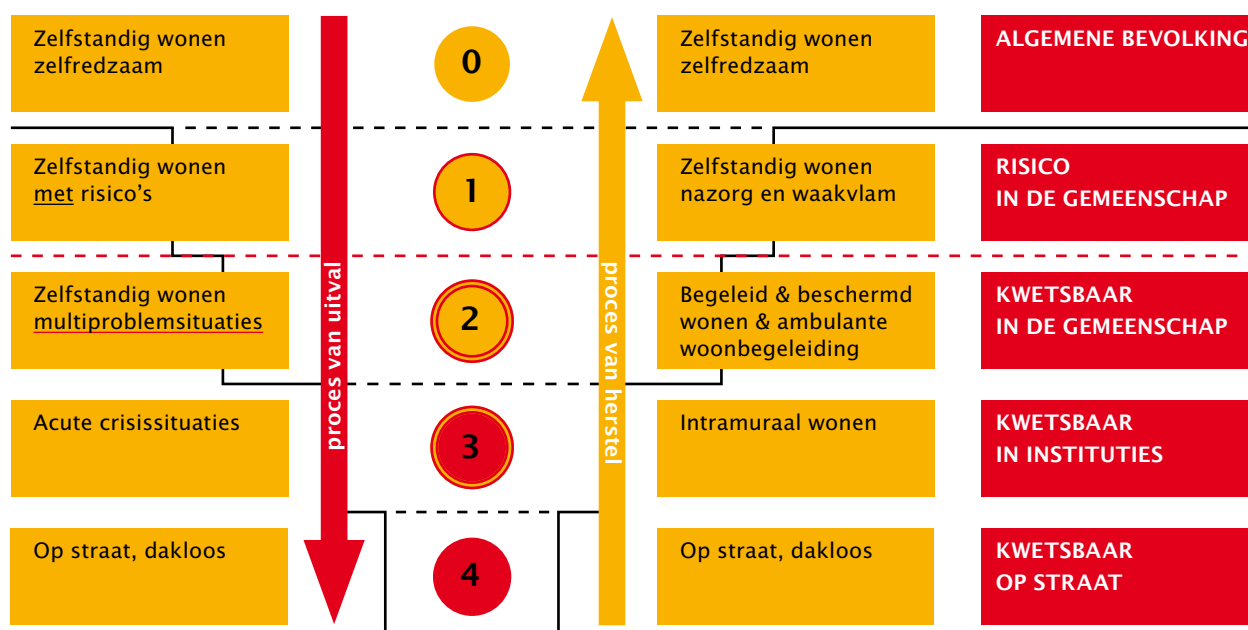 Zelfstandig wonen
zelfredzaam
0
Zelfstandig wonen
zelfredzaam
ALGEMENE BEVOLKING
Zelfstandig wonen
met risico's
1
Zelfstandig wonen
nazorg en waakvlam
RISICO
IN DE GEMEENSCHAP
proces van uitval
proces van herstel
Zelfstandig wonen
multiproblemsituaties
2
Begeleid & beschermd
wonen & ambulante
woonbegeleiding
KWETSBAAR
IN DE GEMEENSCHAP
Acute crisissituaties
3
Intramuraal wonen
KWETSBAAR
IN INSTITUTIES
Op straat, dakloos
4
Op straat, dakloos
KWETSBAAR
OP STRAAT